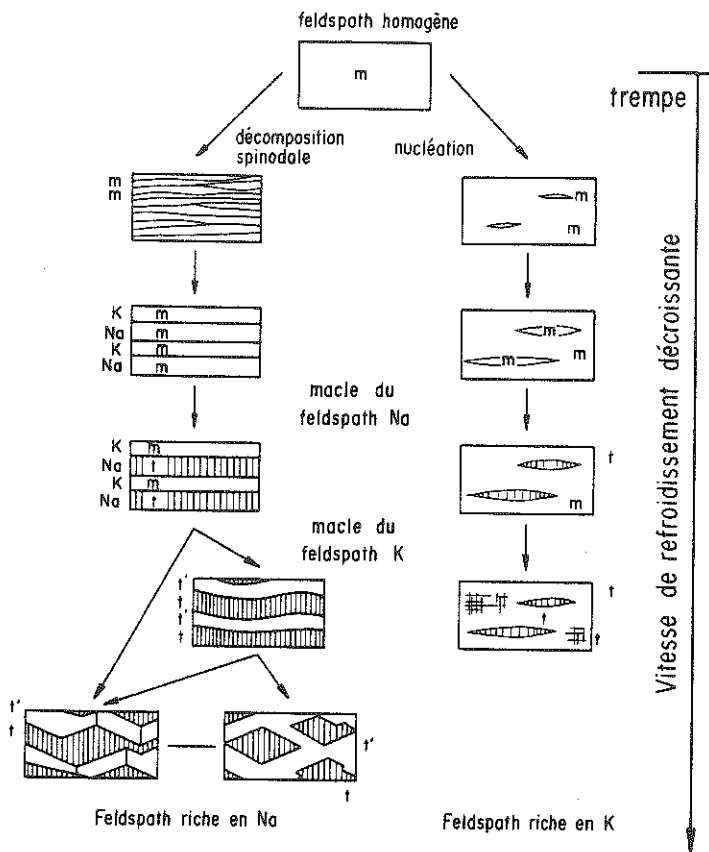 feldspath homogène
m
trempe
décomposition
spinodale
nucléation
m
m
m
m
K m
Na m
K m
Na m
m
m
m
macle du
feldspath Na
K m
Na t
K m
Na t
t
m
macle du
feldspath K
t'
t
t'
t
t
t
t
t'
t
t'
t
Feldspath riche en Na
Feldspath riche en K
Vitesse de refroidissement décroissante